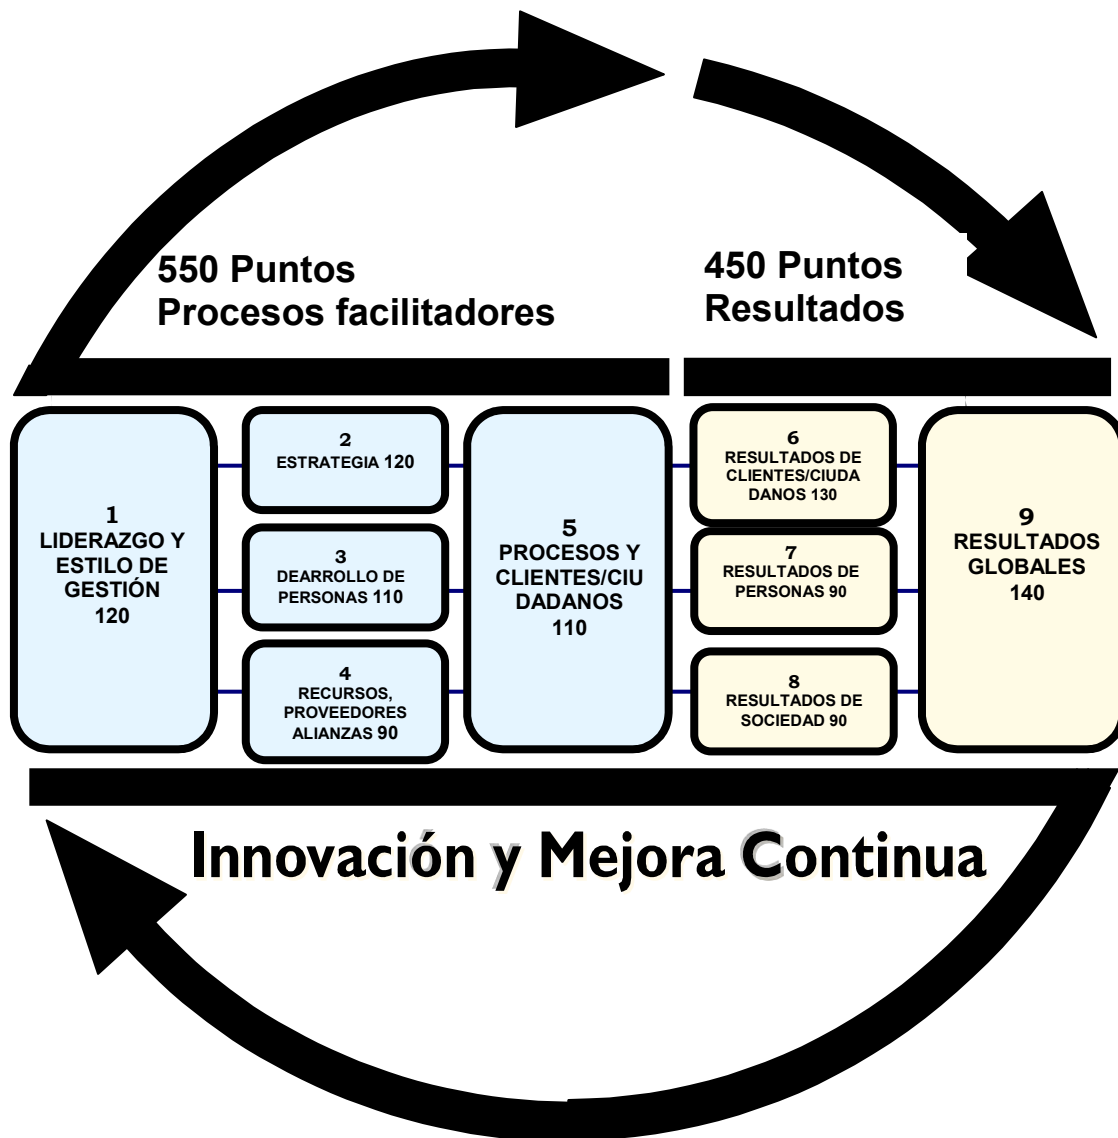 550 Puntos
Procesos facilitadores
450 Puntos
Resultados
1
LIDERAZGO Y
ESTILO DE
GESTIÓN
120
2
ESTRATEGIA 120
3
DEARROLLO DE
PERSONAS 110
4
RECURSOS,
PROVEEDORES
ALIANZAS 90
5
PROCESOS Y
CLIENTES/CIU
DADANOS
110
6
RESULTADOS DE
CLIENTES/CIUDA
DANOS 130
7
RESULTADOS DE
PERSONAS 90
8
RESULTADOS DE
SOCIEDAD 90
9
RESULTADOS
GLOBALES
140
Innovación y Mejora Continua